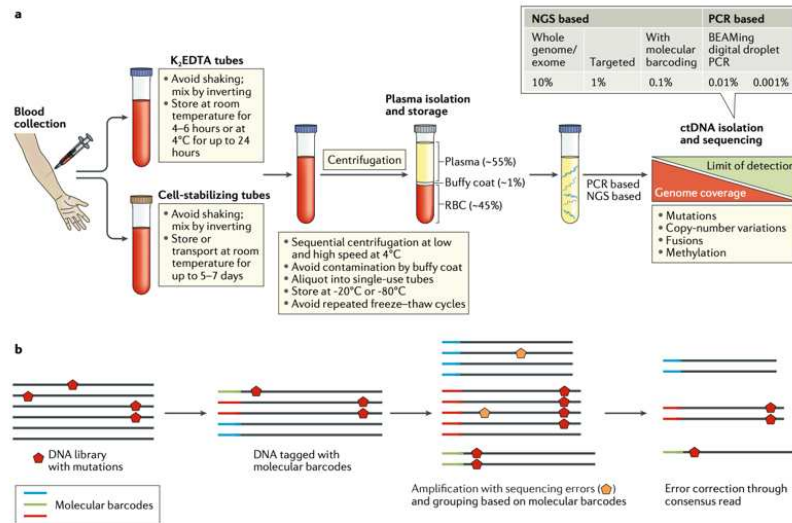 a
NGS based
PCR based
Whole
genome/
exome
Targeted
With
molecular
barcoding
BEAMing
digital droplet
PCR
10%
1%
0.1%
0.01%
0.001%
Blood
collection
K₂EDTA tubes
• Avoid shaking;
mix by inverting
• Store at room
temperature for
4–6 hours or at
4°C for up to 24
hours
Cell-stabilizing tubes
• Avoid shaking;
mix by inverting
• Store or
transport at room
temperature for
up to 5–7 days
Centrifugation
• Sequential centrifugation at low
and high speed at 4°C
• Avoid contamination by buffy coat
• Aliquot into single-use tubes
• Store at -20°C or -80°C
• Avoid repeated freeze–thaw cycles
Plasma isolation
and storage
Plasma (~55%)
Buffy coat (~1%)
RBC (~45%)
PCR based
NGS based
ctDNA isolation
and sequencing
Limit of detection
Genome coverage
• Mutations
• Copy-number variations
• Fusions
• Methylation
b
DNA library
with mutations
Molecular barcodes
DNA tagged with
molecular barcodes
Amplification with sequencing errors ( )
and grouping based on molecular barcodes
Error correction through
consensus read